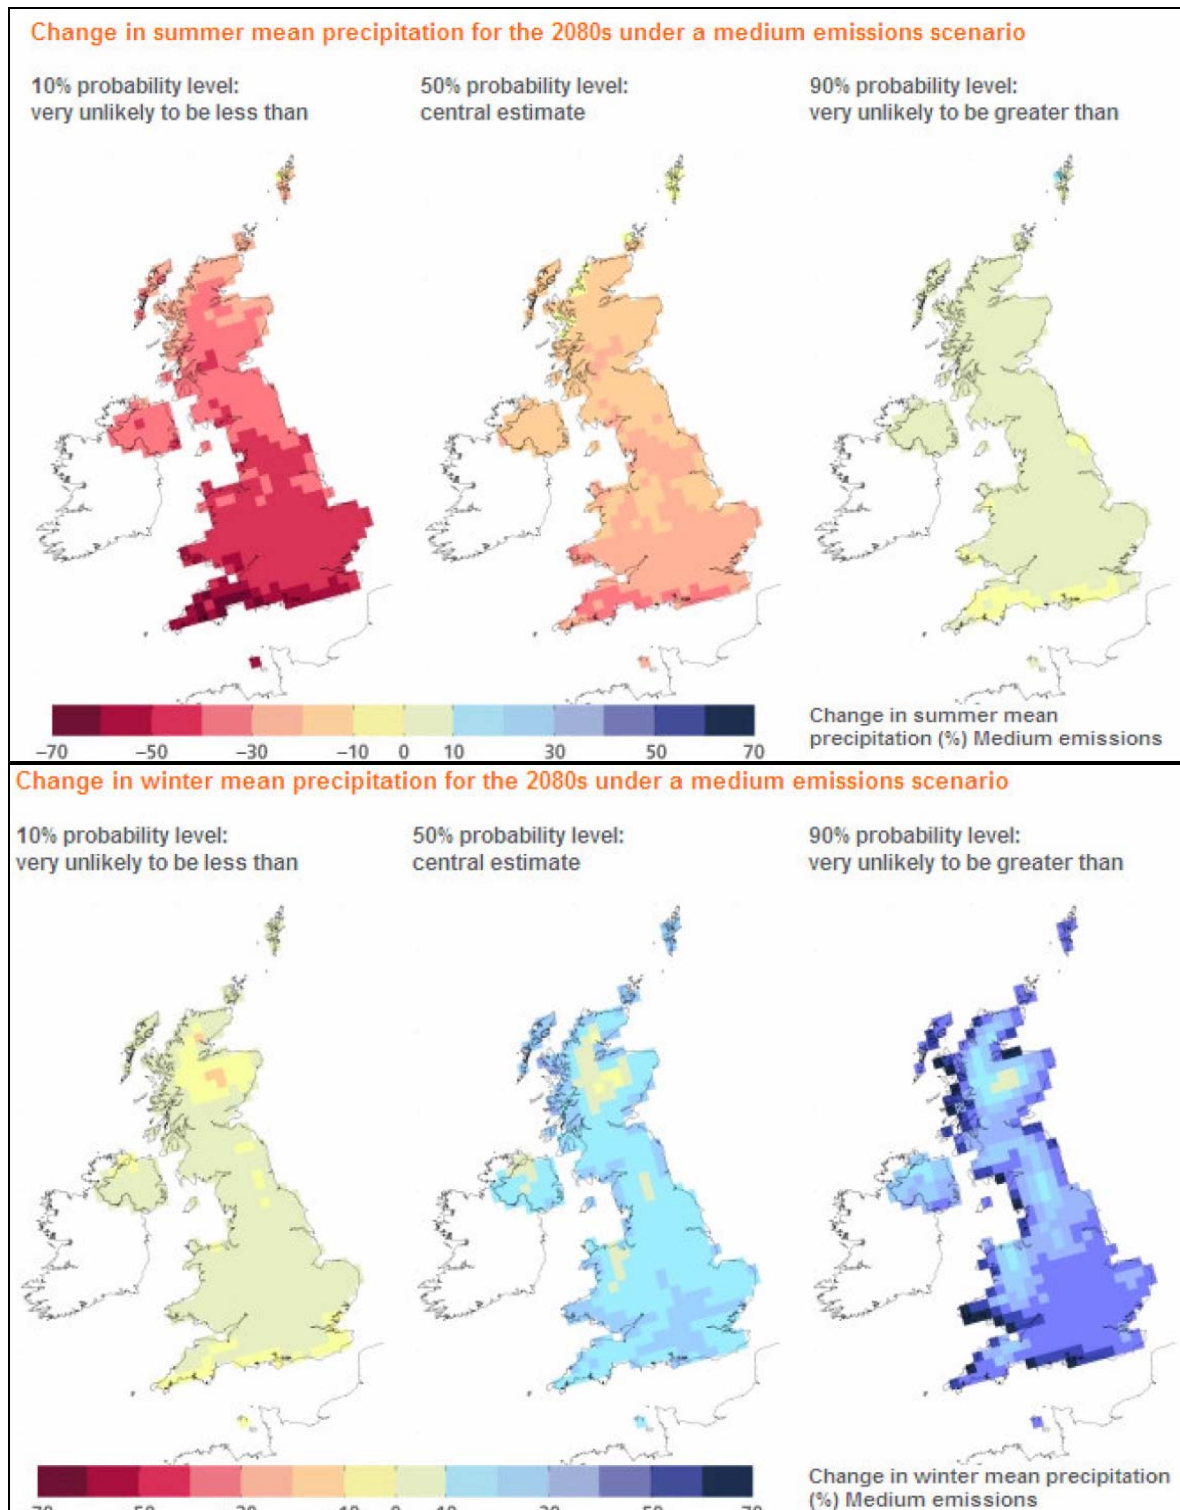 Change in summer mean precipitation for the 2080s under a medium emissions scenario
10% probability level:
very unlikely to be less than
50% probability level:
central estimate
90% probability level:
very unlikely to be greater than
–70 –50 –30 –10 0 10 30 50 70
Change in summer mean
precipitation (%) Medium emissions
Change in winter mean precipitation for the 2080s under a medium emissions scenario
10% probability level:
very unlikely to be less than
50% probability level:
central estimate
90% probability level:
very unlikely to be greater than
Change in winter mean precipitation
(%) Medium emissions